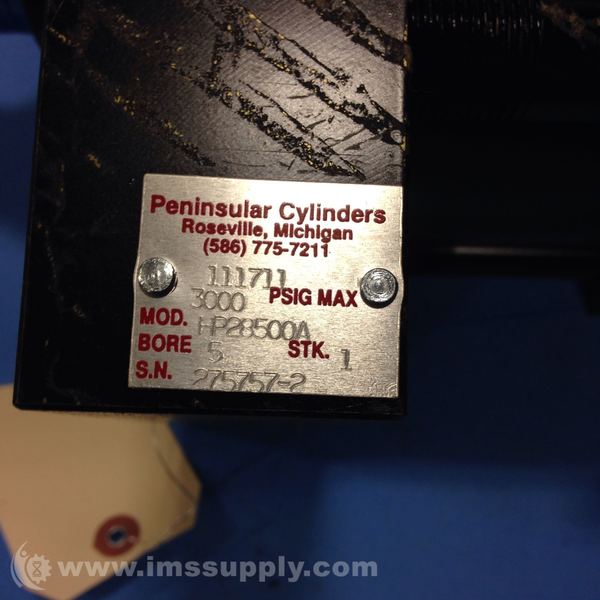 Peninsular Cylinders
Roseville, Michigan
(586) 775-7211
111711
3000 PSIG MAX
MOD. HP28500A
BORE 5 STK. 1
S.N. 275757-2
www.imssupply.com